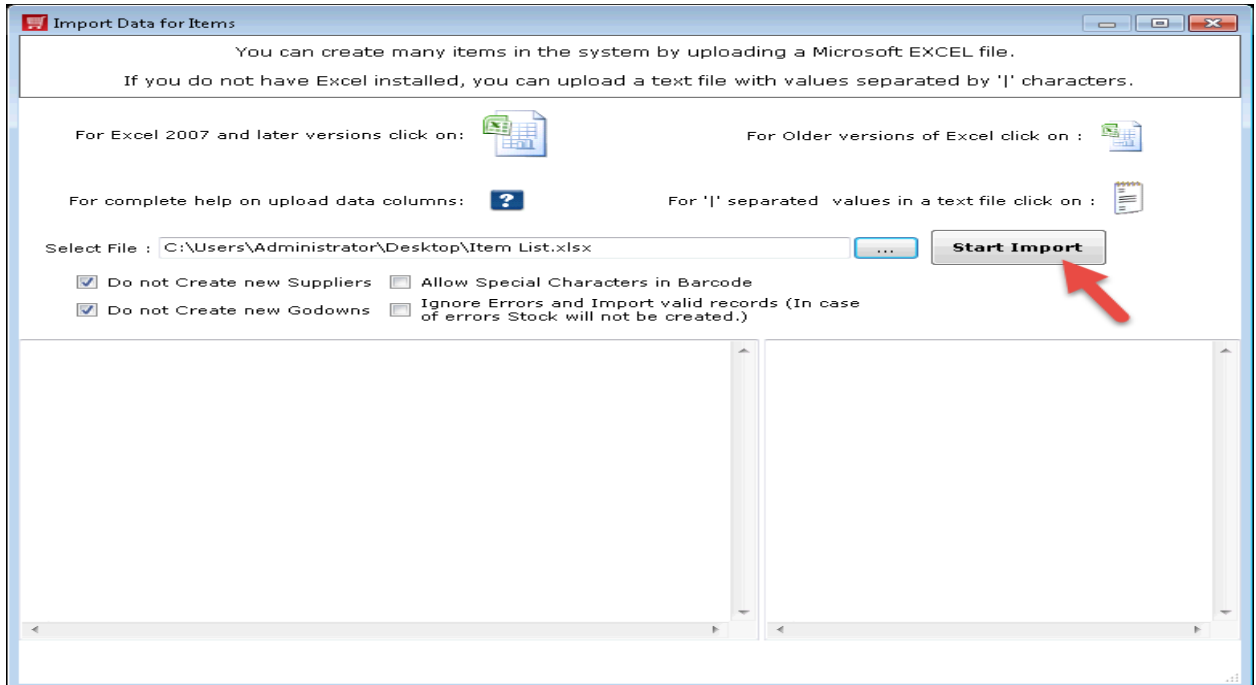 Import Data for Items
You can create many items in the system by uploading a Microsoft EXCEL file.
If you do not have Excel installed, you can upload a text file with values separated by '|' characters.
For Excel 2007 and later versions click on:
For Older versions of Excel click on :
For complete help on upload data columns:
?
For '|' separated values in a text file click on :
Select File : C:\Users\Administrator\Desktop\Item List.xlsx ... Start Import
Do not Create new Suppliers Allow Special Characters in Barcode
Do not Create new Godowns Ignore Errors and Import valid records (In case
of errors Stock will not be created.)